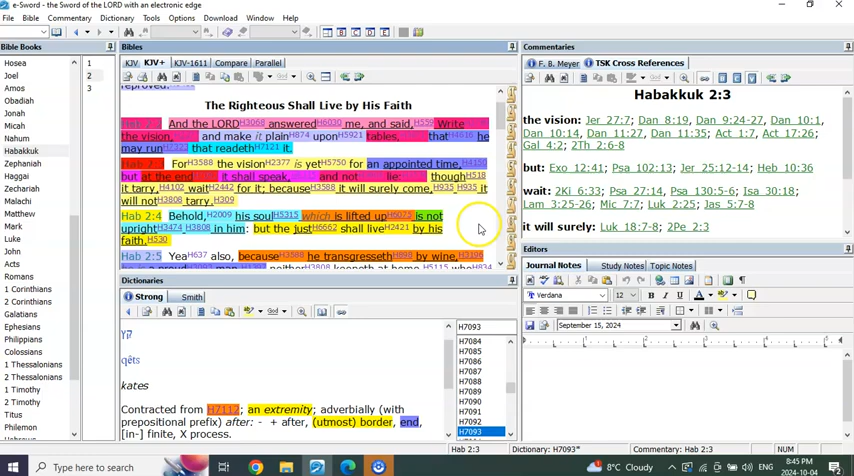 e-Sword - the Sword of the LORD with an electronic edge
File Bible Commentary Dictionary Tools Options Download Window Help
B C D E
Bible Books
1
2
3
Hosea
Joel
Amos
Obadiah
Jonah
Micah
Nahum
Habakkuk
Zephaniah
Haggai
Zechariah
Malachi
Matthew
Mark
Luke
John
Acts
Romans
1 Corinthians
2 Corinthians
Galatians
Ephesians
Philippians
Colossians
1 Thessalonians
2 Thessalonians
1 Timothy
2 Timothy
Titus
Philemon
Bibles
KJV KJV+ KJV-1611 Compare Parallel
reproved.
The Righteous Shall Live by His Faith
And the LORD H3068 answered H6030 me, and said, H559 Write
the vision, and make it plain H874 upon H5921 tables, that H4616 he
may run that readeth H7121 it.
For H3588 the vision H2377 is yet H5750 for an appointed time, H4150
but at the end it shall speak, and not lie: though H518
it tarry, H4102 wait H2442 for it; because H3588 it will surely come, H935 H935 it
will not H3808 tarry. H309
Hab 2:4 Behold, H2009 his soul H5315 which is lifted up H6075 is not
upright H3474 H3808 in him: but the just H6662 shall live H2421 by his
faith. H530
Hab 2:5 Yea H637 also, because H3588 he transgresseth H898 by wine, H3196
Dictionaries
Strong Smith
קץ
qêts
kates
Contracted from H7112; an extremity; adverbially (with
prepositional prefix) after: - + after, (utmost) border, end,
[in-] finite, X process.
H7093
H7084
H7085
H7086
H7087
H7088
H7089
H7090
H7091
H7092
H7093
Commentaries
F. B. Meyer TSK Cross References
Habakkuk 2:3
the vision: Jer 27:7; Dan 8:19, Dan 9:24-27, Dan 10:1,
Dan 10:14, Dan 11:27, Dan 11:35; Act 1:7, Act 17:26;
Gal 4:2; 2Th 2:6-8
but: Exo 12:41; Psa 102:13; Jer 25:12-14; Heb 10:36
wait: 2Ki 6:33; Psa 27:14, Psa 130:5-6; Isa 30:18;
Lam 3:25-26; Mic 7:7; Luk 2:25; Jas 5:7-8
it will surely: Luk 18:7-8; 2Pe 2:3
Editors
Journal Notes Study Notes Topic Notes
Verdana 12 B I U A
September 15, 2024
1 2 3 4 5
Hab 2:3 Dictionary: H7093* Commentary: Hab 2:3 NUM
Type here to search
8°C Cloudy ENG 8:45 PM
2024-10-04